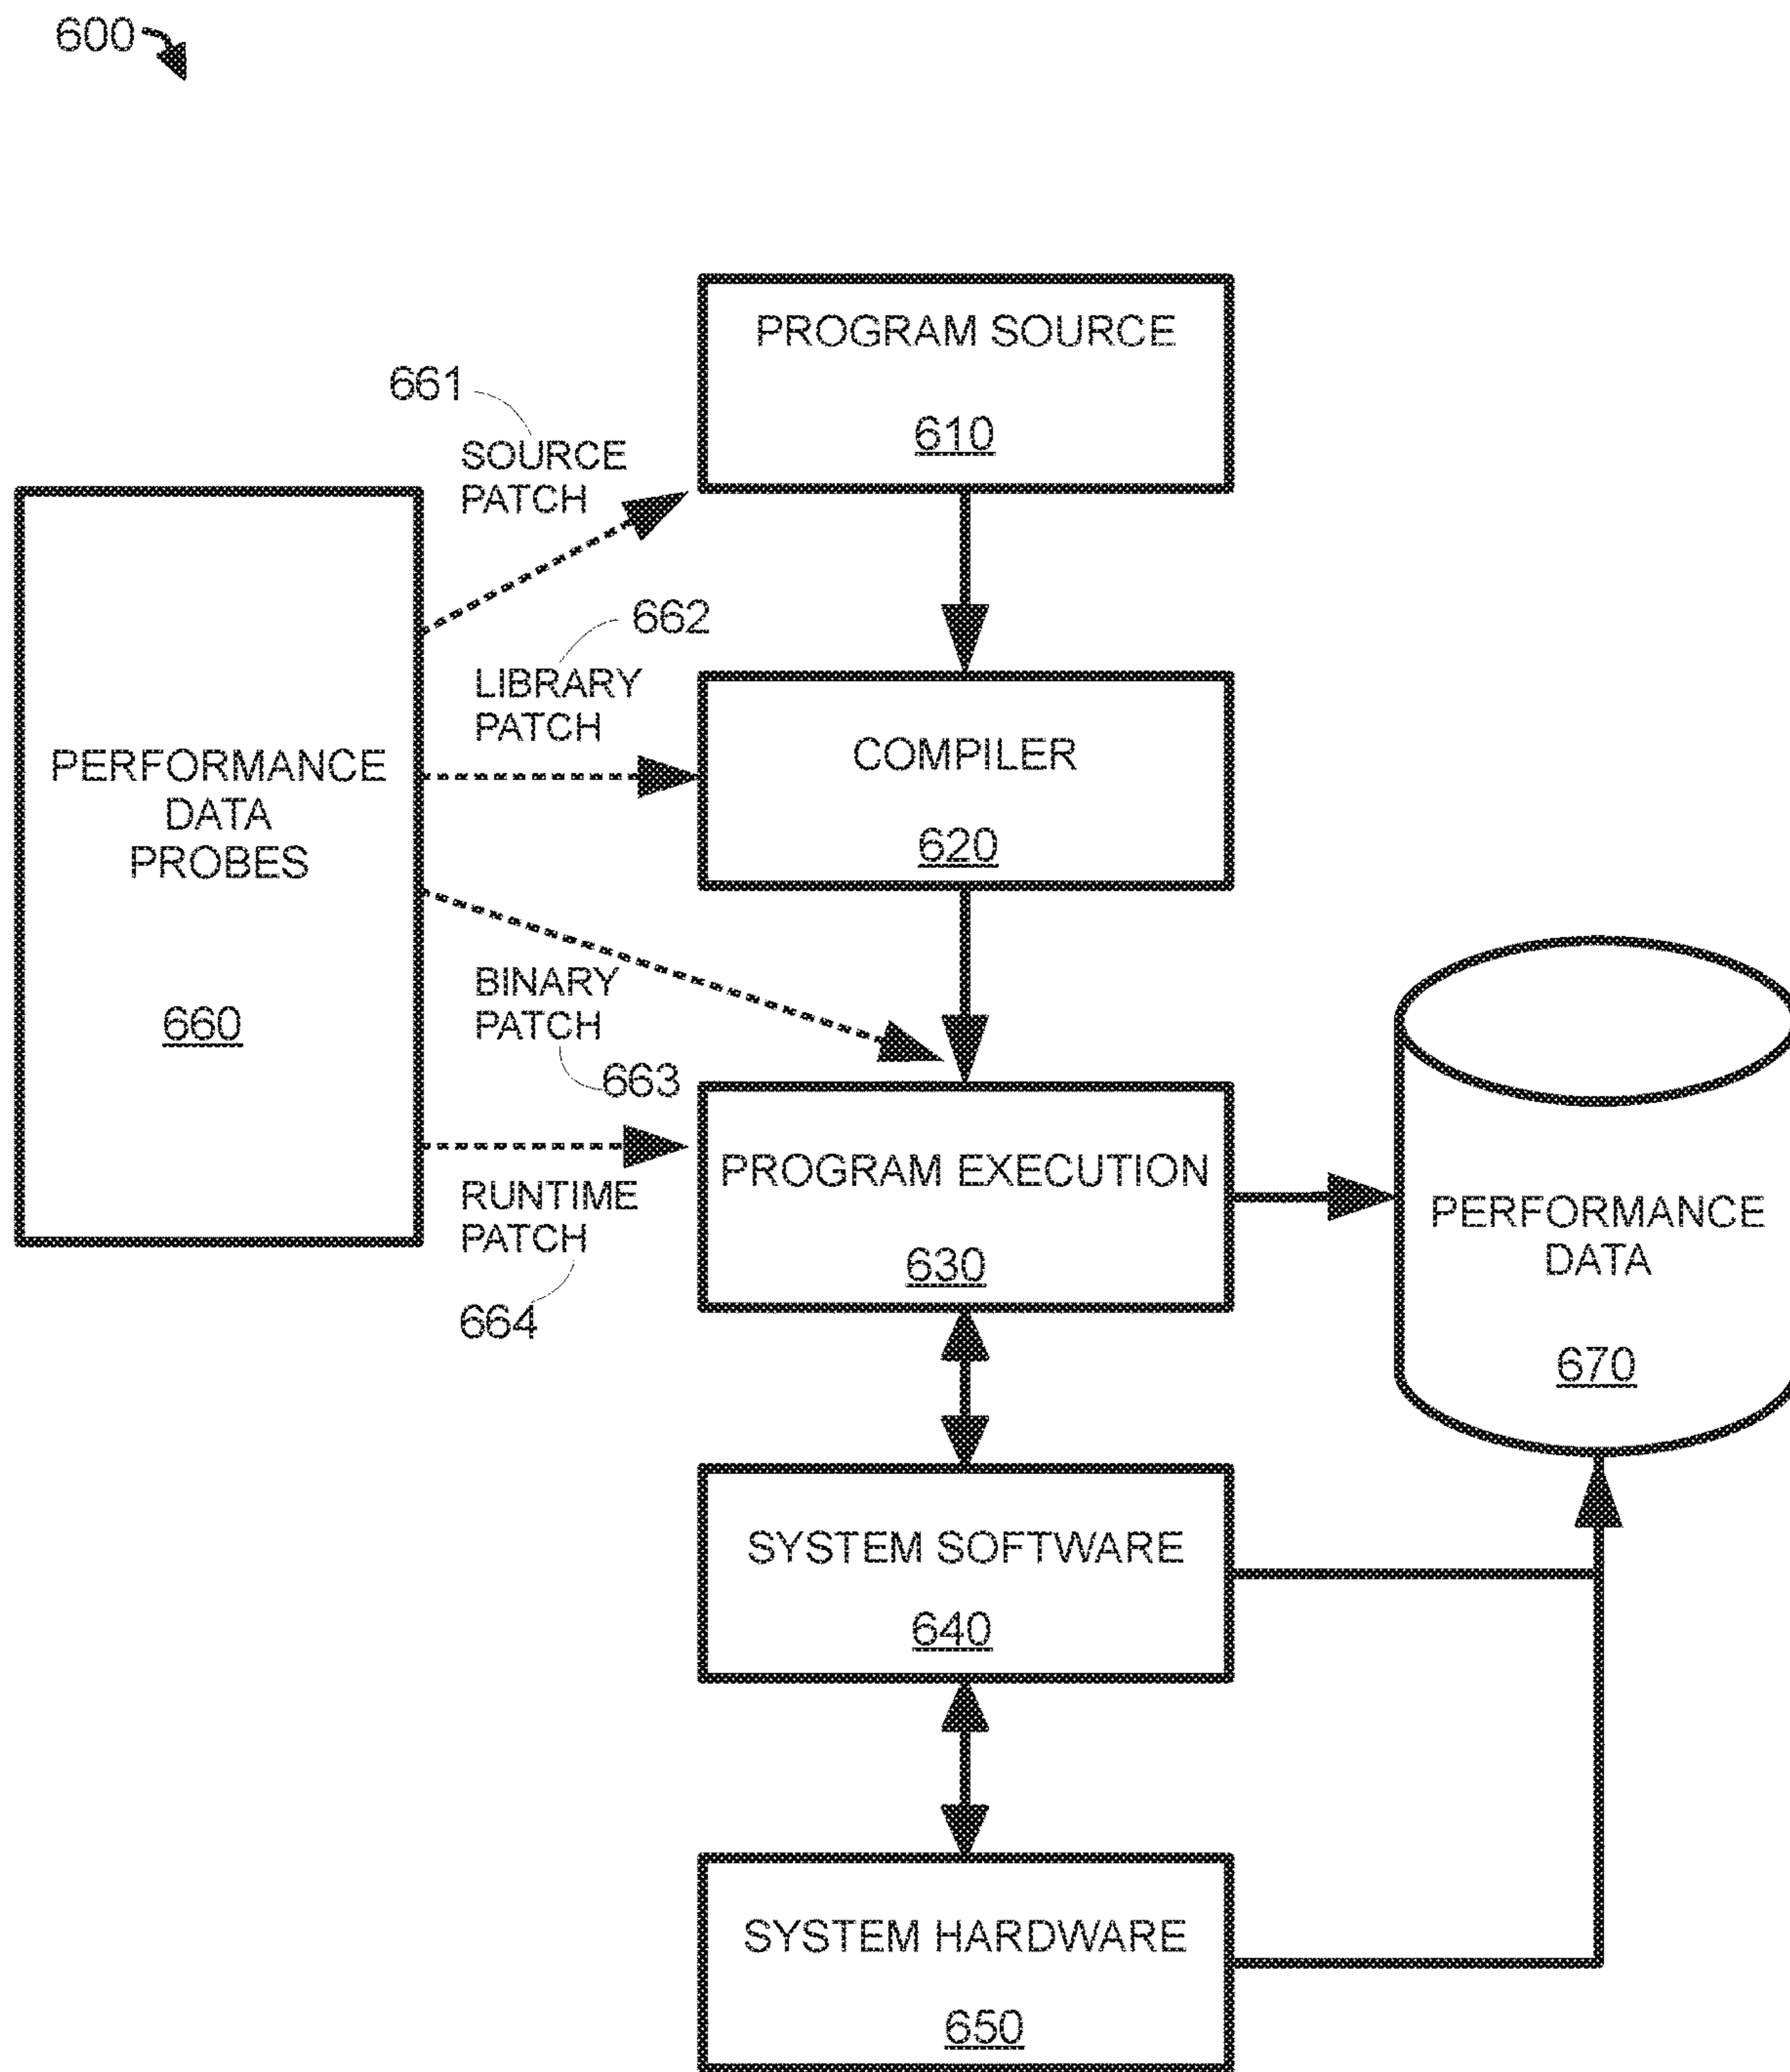 600
PROGRAM SOURCE
610
661
SOURCE
PATCH
662
LIBRARY
PATCH
COMPILER
620
PERFORMANCE
DATA
PROBES
660
BINARY
PATCH
663
PROGRAM EXECUTION
630
RUNTIME
PATCH
664
PERFORMANCE
DATA
670
SYSTEM SOFTWARE
640
SYSTEM HARDWARE
650